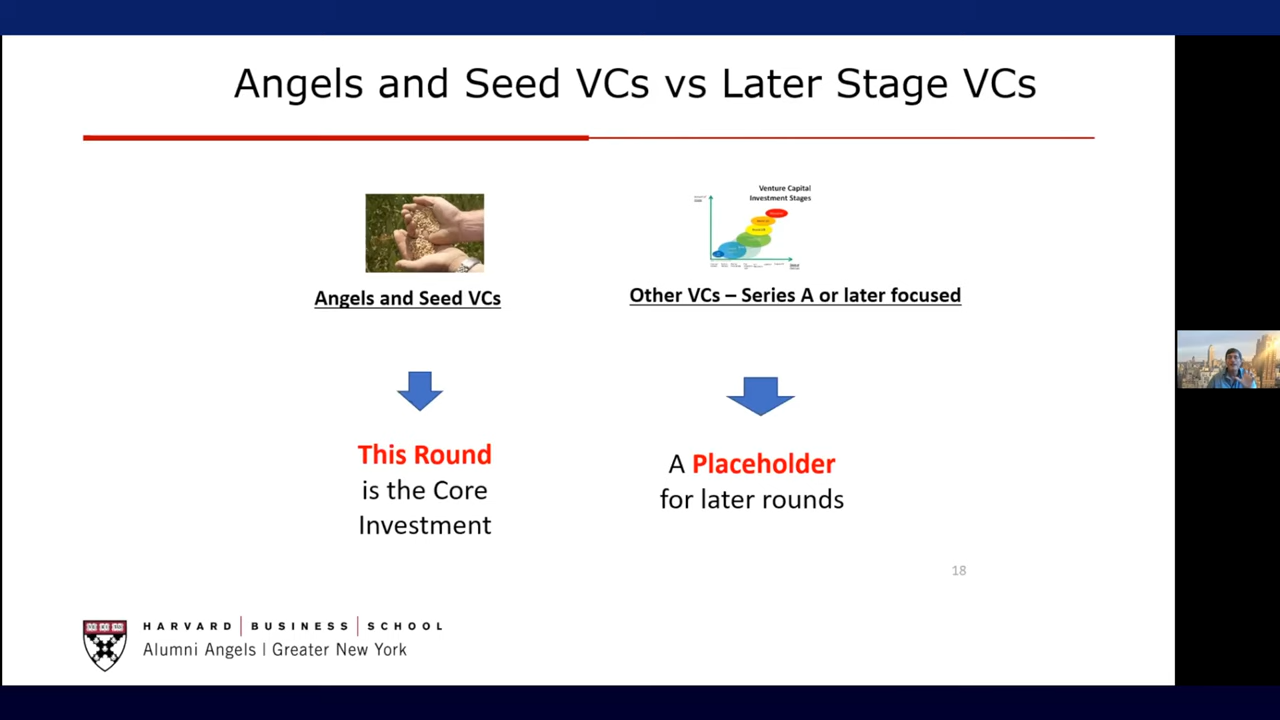 Angels and Seed VCs vs Later Stage VCs
Venture Capital
Investment Stages
Angels and Seed VCs
Other VCs – Series A or later focused
This Round
is the Core
Investment
A Placeholder
for later rounds
18
HARVARD | BUSINESS | SCHOOL
Alumni Angels | Greater New York